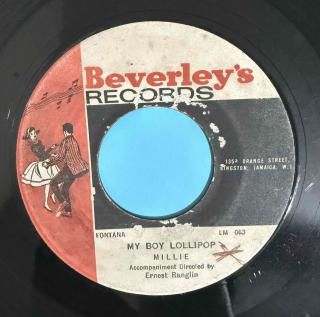 Beverley's
RECORDS
135A ORANGE STREET,
KINGSTON, JAMAICA, W.I.
FONTANA LM 063
MY BOY LOLLIPOP
MILLIE
Accompaniment Directed by
Ernest Ranglin